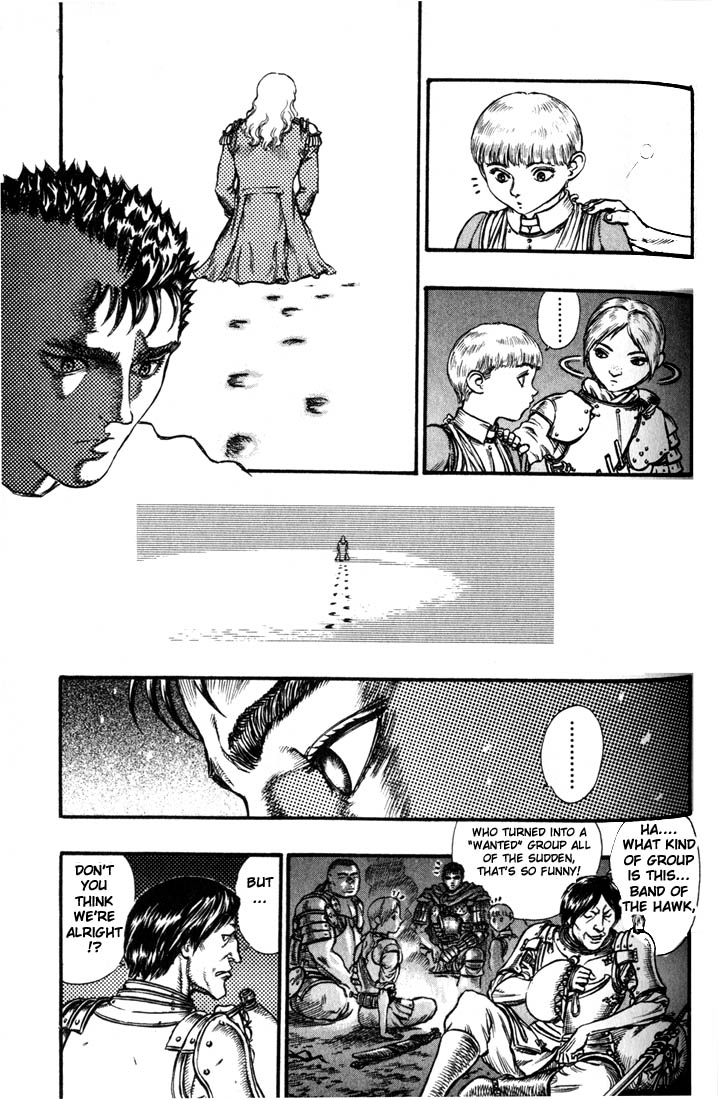 HA....
WHAT KIND
OF GROUP
IS THIS...
BAND OF
THE HAWK,
WHO TURNED INTO A
"WANTED" GROUP ALL
OF THE SUDDEN,
THAT'S SO FUNNY!
BUT
...
DON'T
YOU
THINK
WE'RE
ALRIGHT
!?